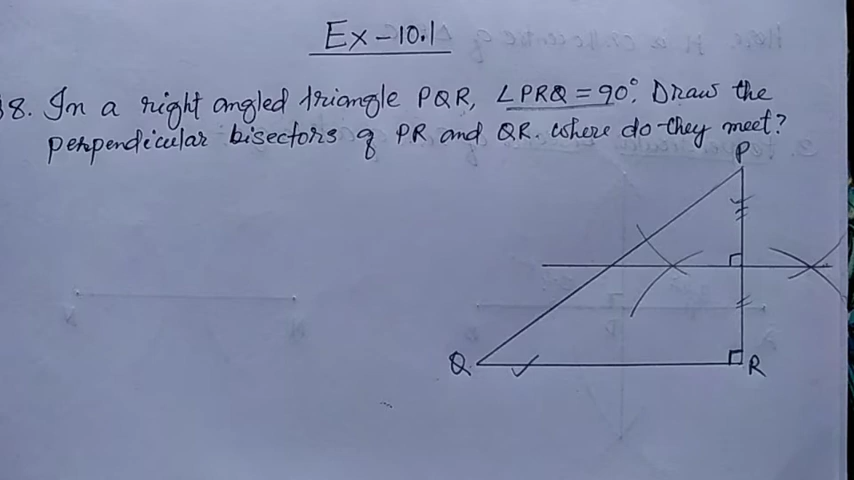 Ex-10.1
8. In a right angled triangle PQR, ∠PRQ = 90°. Draw the
perpendicular bisectors of PR and QR. Where do they meet?
P
Q
R